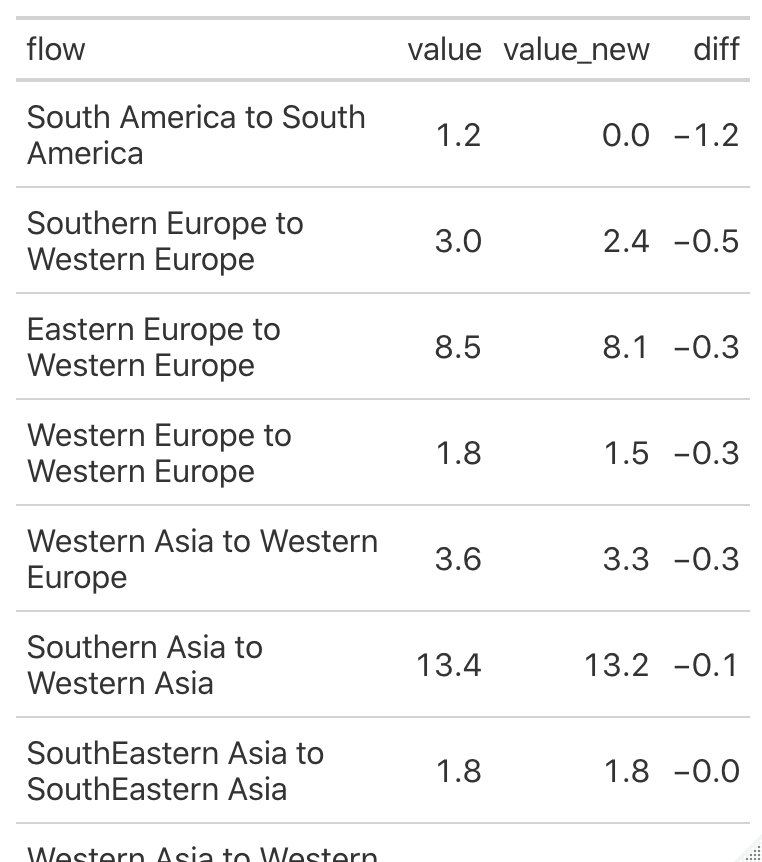 flow value value_new diff
South America to South
America
1.2 0.0 −1.2
Southern Europe to
Western Europe
3.0 2.4 −0.5
Eastern Europe to
Western Europe
8.5 8.1 −0.3
Western Europe to
Western Europe
1.8 1.5 −0.3
Western Asia to Western
Europe
3.6 3.3 −0.3
Southern Asia to
Western Asia
13.4 13.2 −0.1
SouthEastern Asia to
SouthEastern Asia
1.8 1.8 −0.0
Western Asia to Western